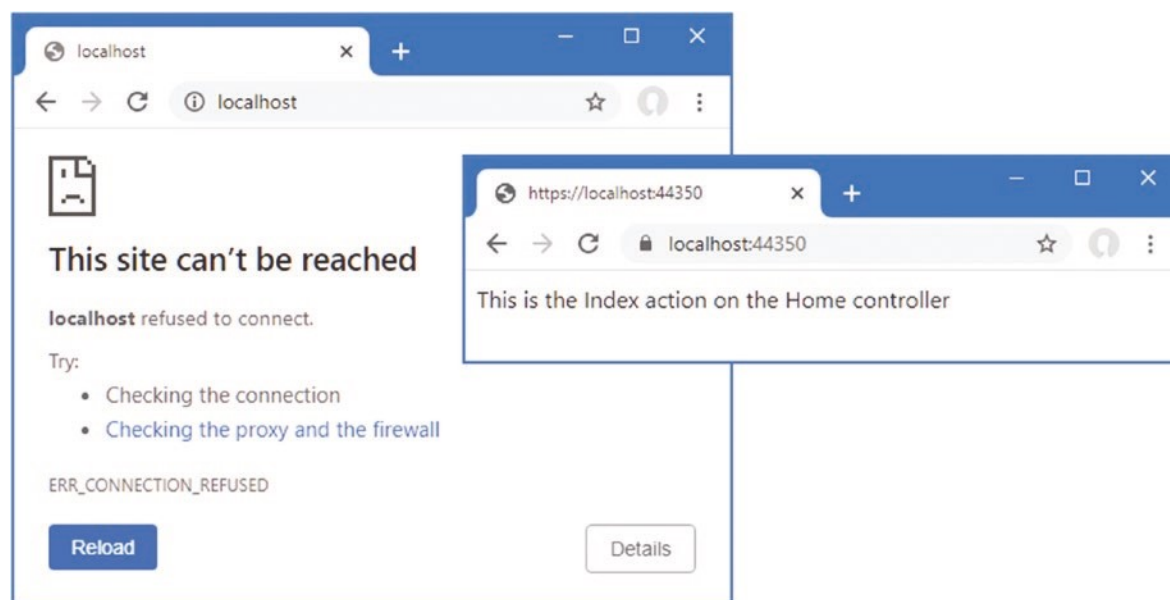 localhost
localhost
This site can't be reached
localhost refused to connect.
Try:
• Checking the connection
• Checking the proxy and the firewall
ERR_CONNECTION_REFUSED
Reload
Details
https://localhost:44350
localhost:44350
This is the Index action on the Home controller